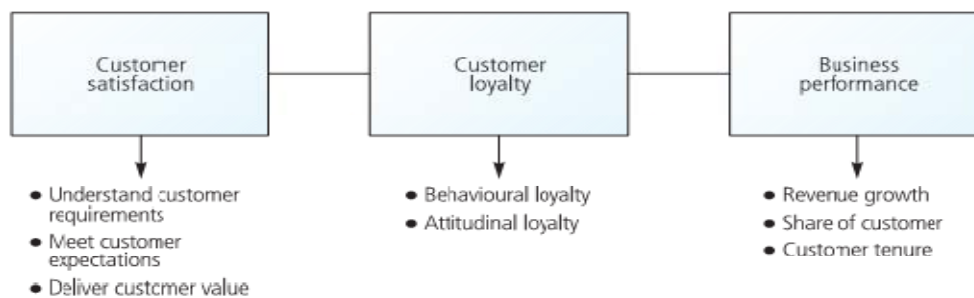 Customer
satisfaction
Customer
loyalty
Business
performance
• Understand customer
requirements
• Meet customer
expectations
• Deliver customer value
• Behavioural loyalty
• Attitudinal loyalty
• Revenue growth
• Share of customer
• Customer tenure